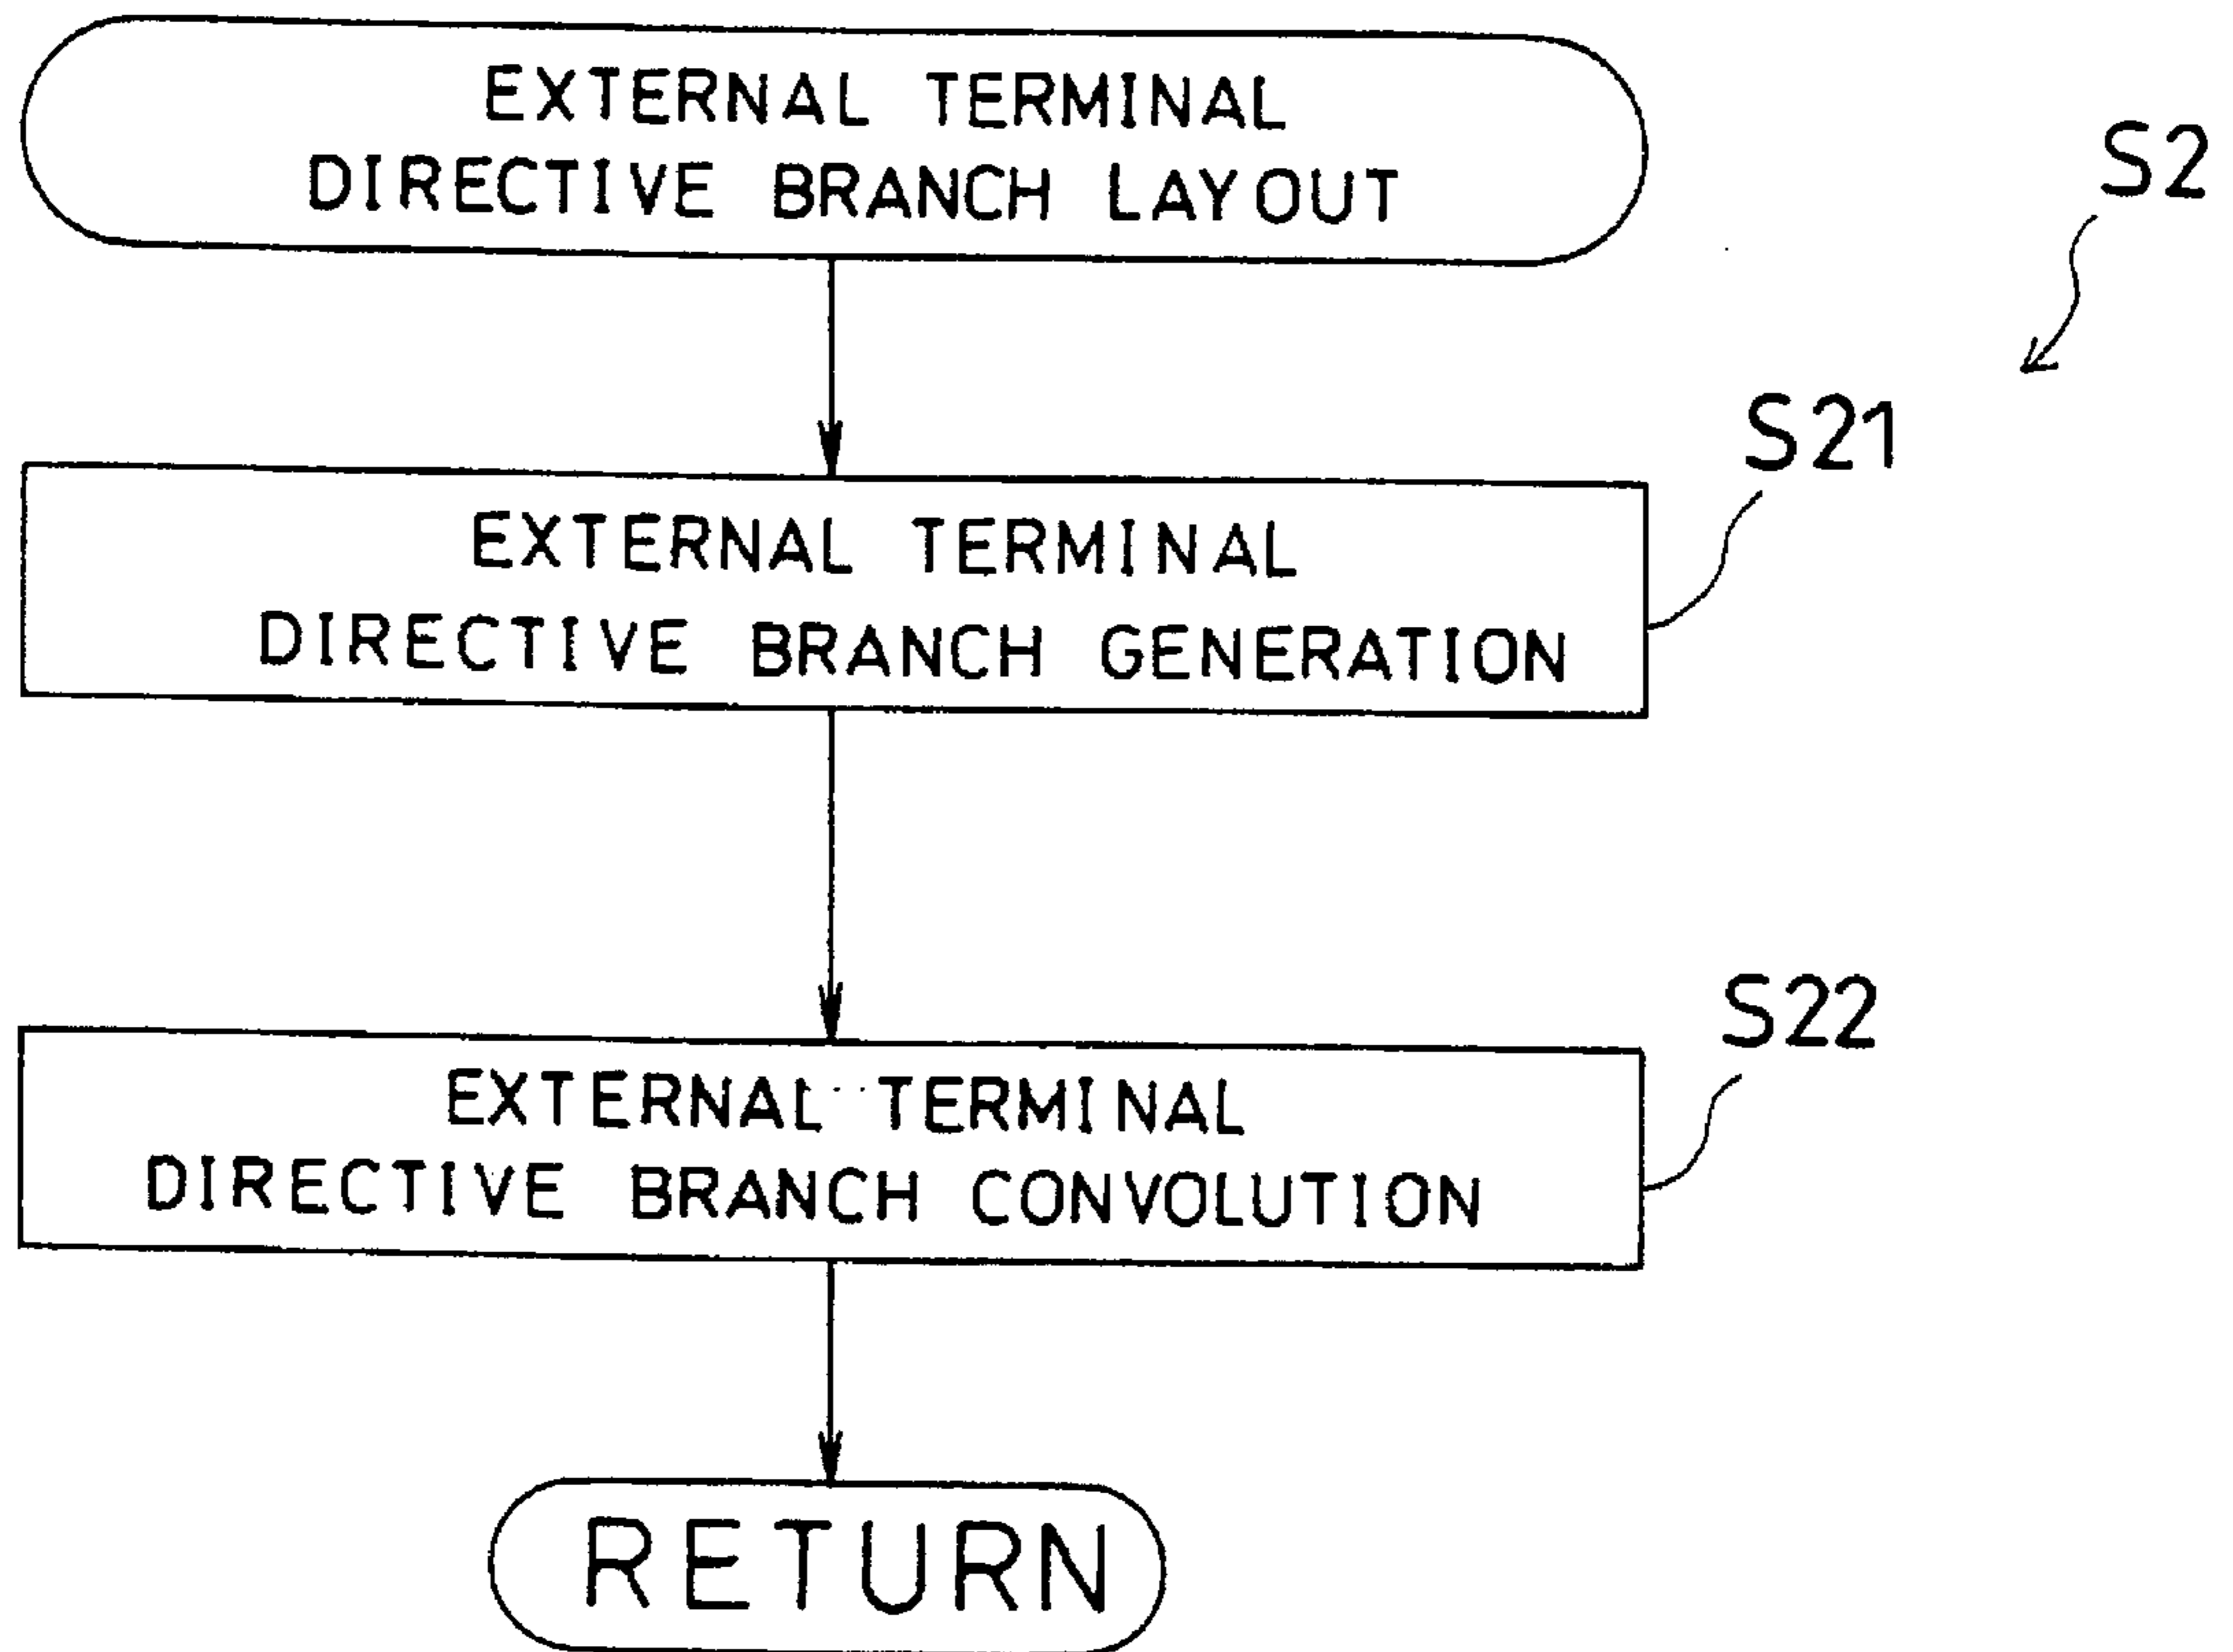 EXTERNAL TERMINAL
DIRECTIVE BRANCH LAYOUT
S2
S21
EXTERNAL TERMINAL
DIRECTIVE BRANCH GENERATION
S22
EXTERNAL TERMINAL
DIRECTIVE BRANCH CONVOLUTION
RETURN